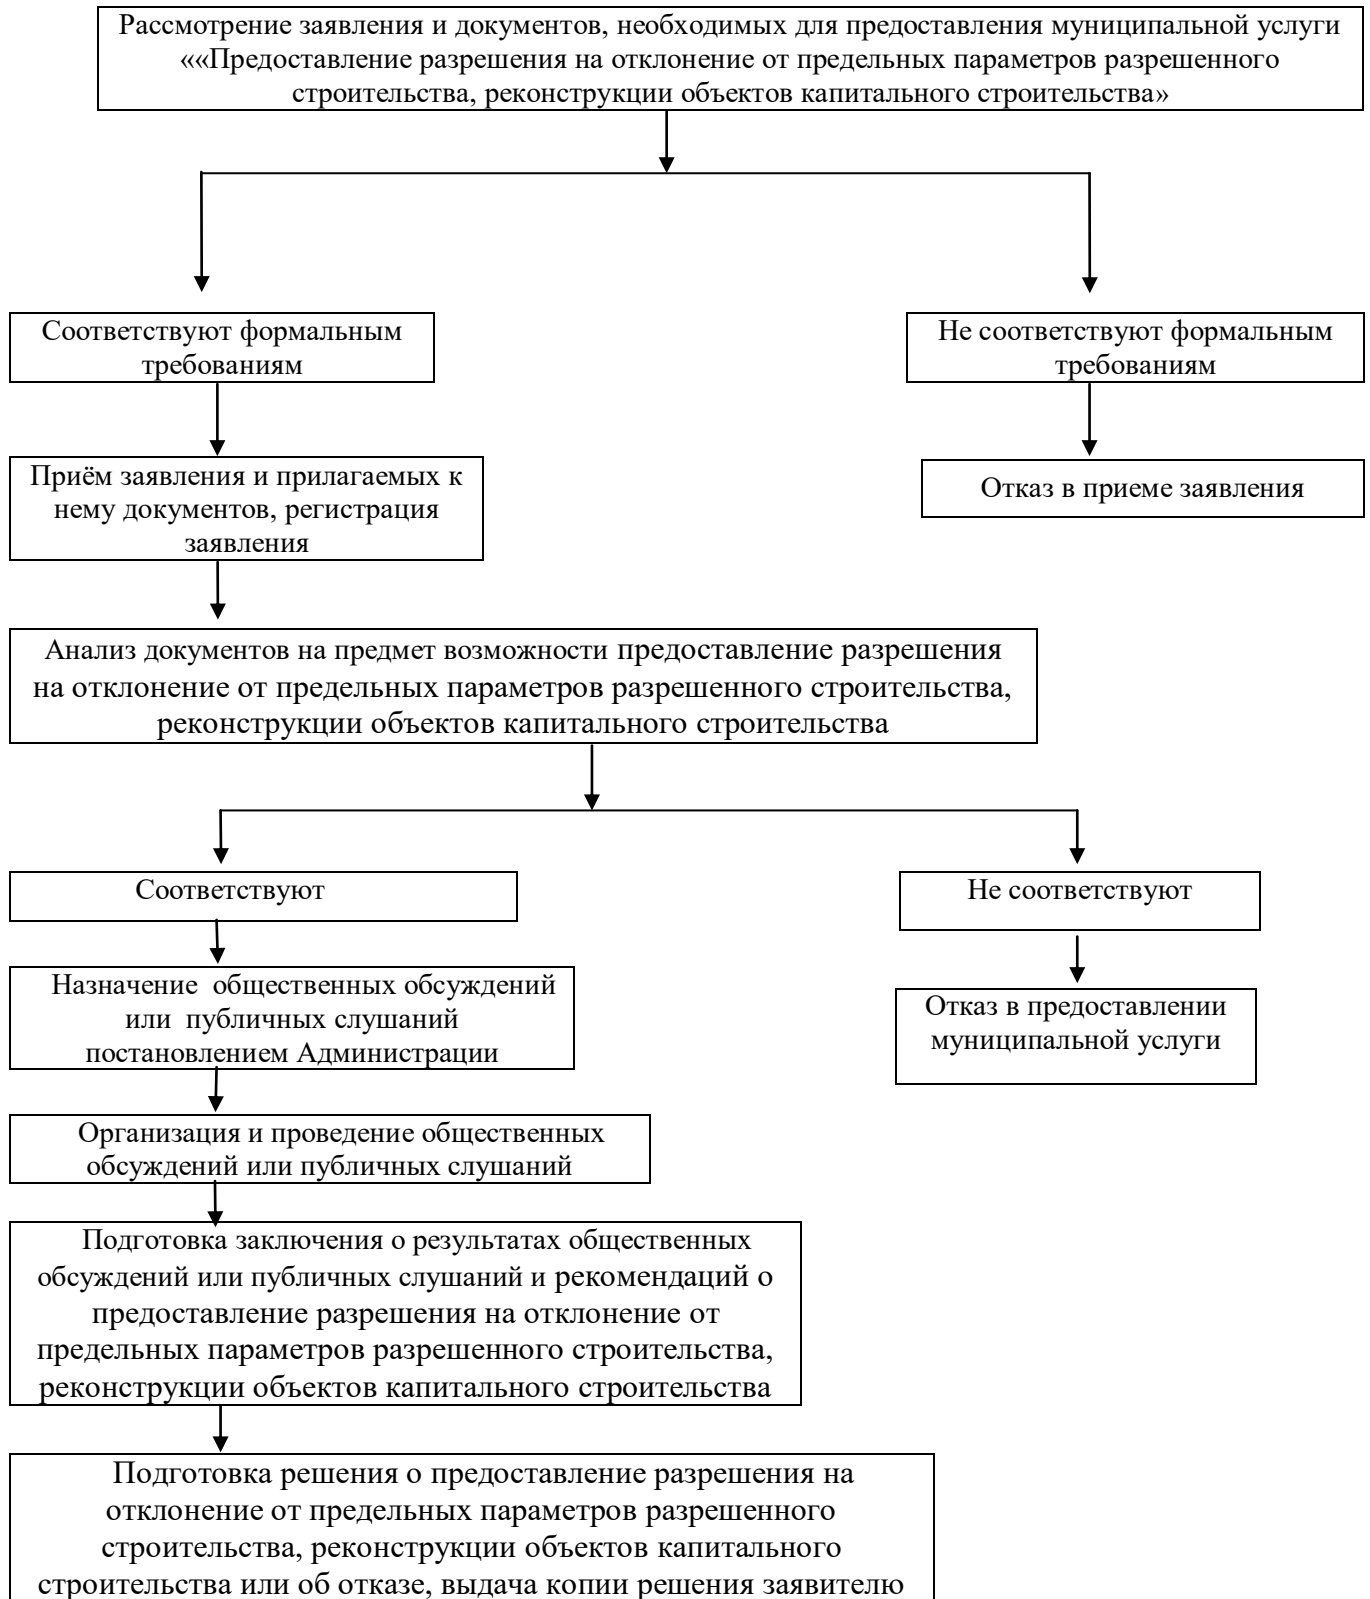 Рассмотрение заявления и документов, необходимых для предоставления муниципальной услуги
««Предоставление разрешения на отклонение от предельных параметров разрешенного
строительства, реконструкции объектов капитального строительства»
Соответствуют формальным
требованиям
Не соответствуют формальным
требованиям
Приём заявления и прилагаемых к
нему документов, регистрация
заявления
Отказ в приеме заявления
Анализ документов на предмет возможности предоставление разрешения
на отклонение от предельных параметров разрешенного строительства,
реконструкции объектов капитального строительства
Соответствуют
Не соответствуют
Назначение общественных обсуждений
или публичных слушаний
постановлением Администрации
Отказ в предоставлении
муниципальной услуги
Организация и проведение общественных
обсуждений или публичных слушаний
Подготовка заключения о результатах общественных
обсуждений или публичных слушаний и рекомендаций о
предоставление разрешения на отклонение от
предельных параметров разрешенного строительства,
реконструкции объектов капитального строительства
Подготовка решения о предоставление разрешения на
отклонение от предельных параметров разрешенного
строительства, реконструкции объектов капитального
строительства или об отказе, выдача копии решения заявителю